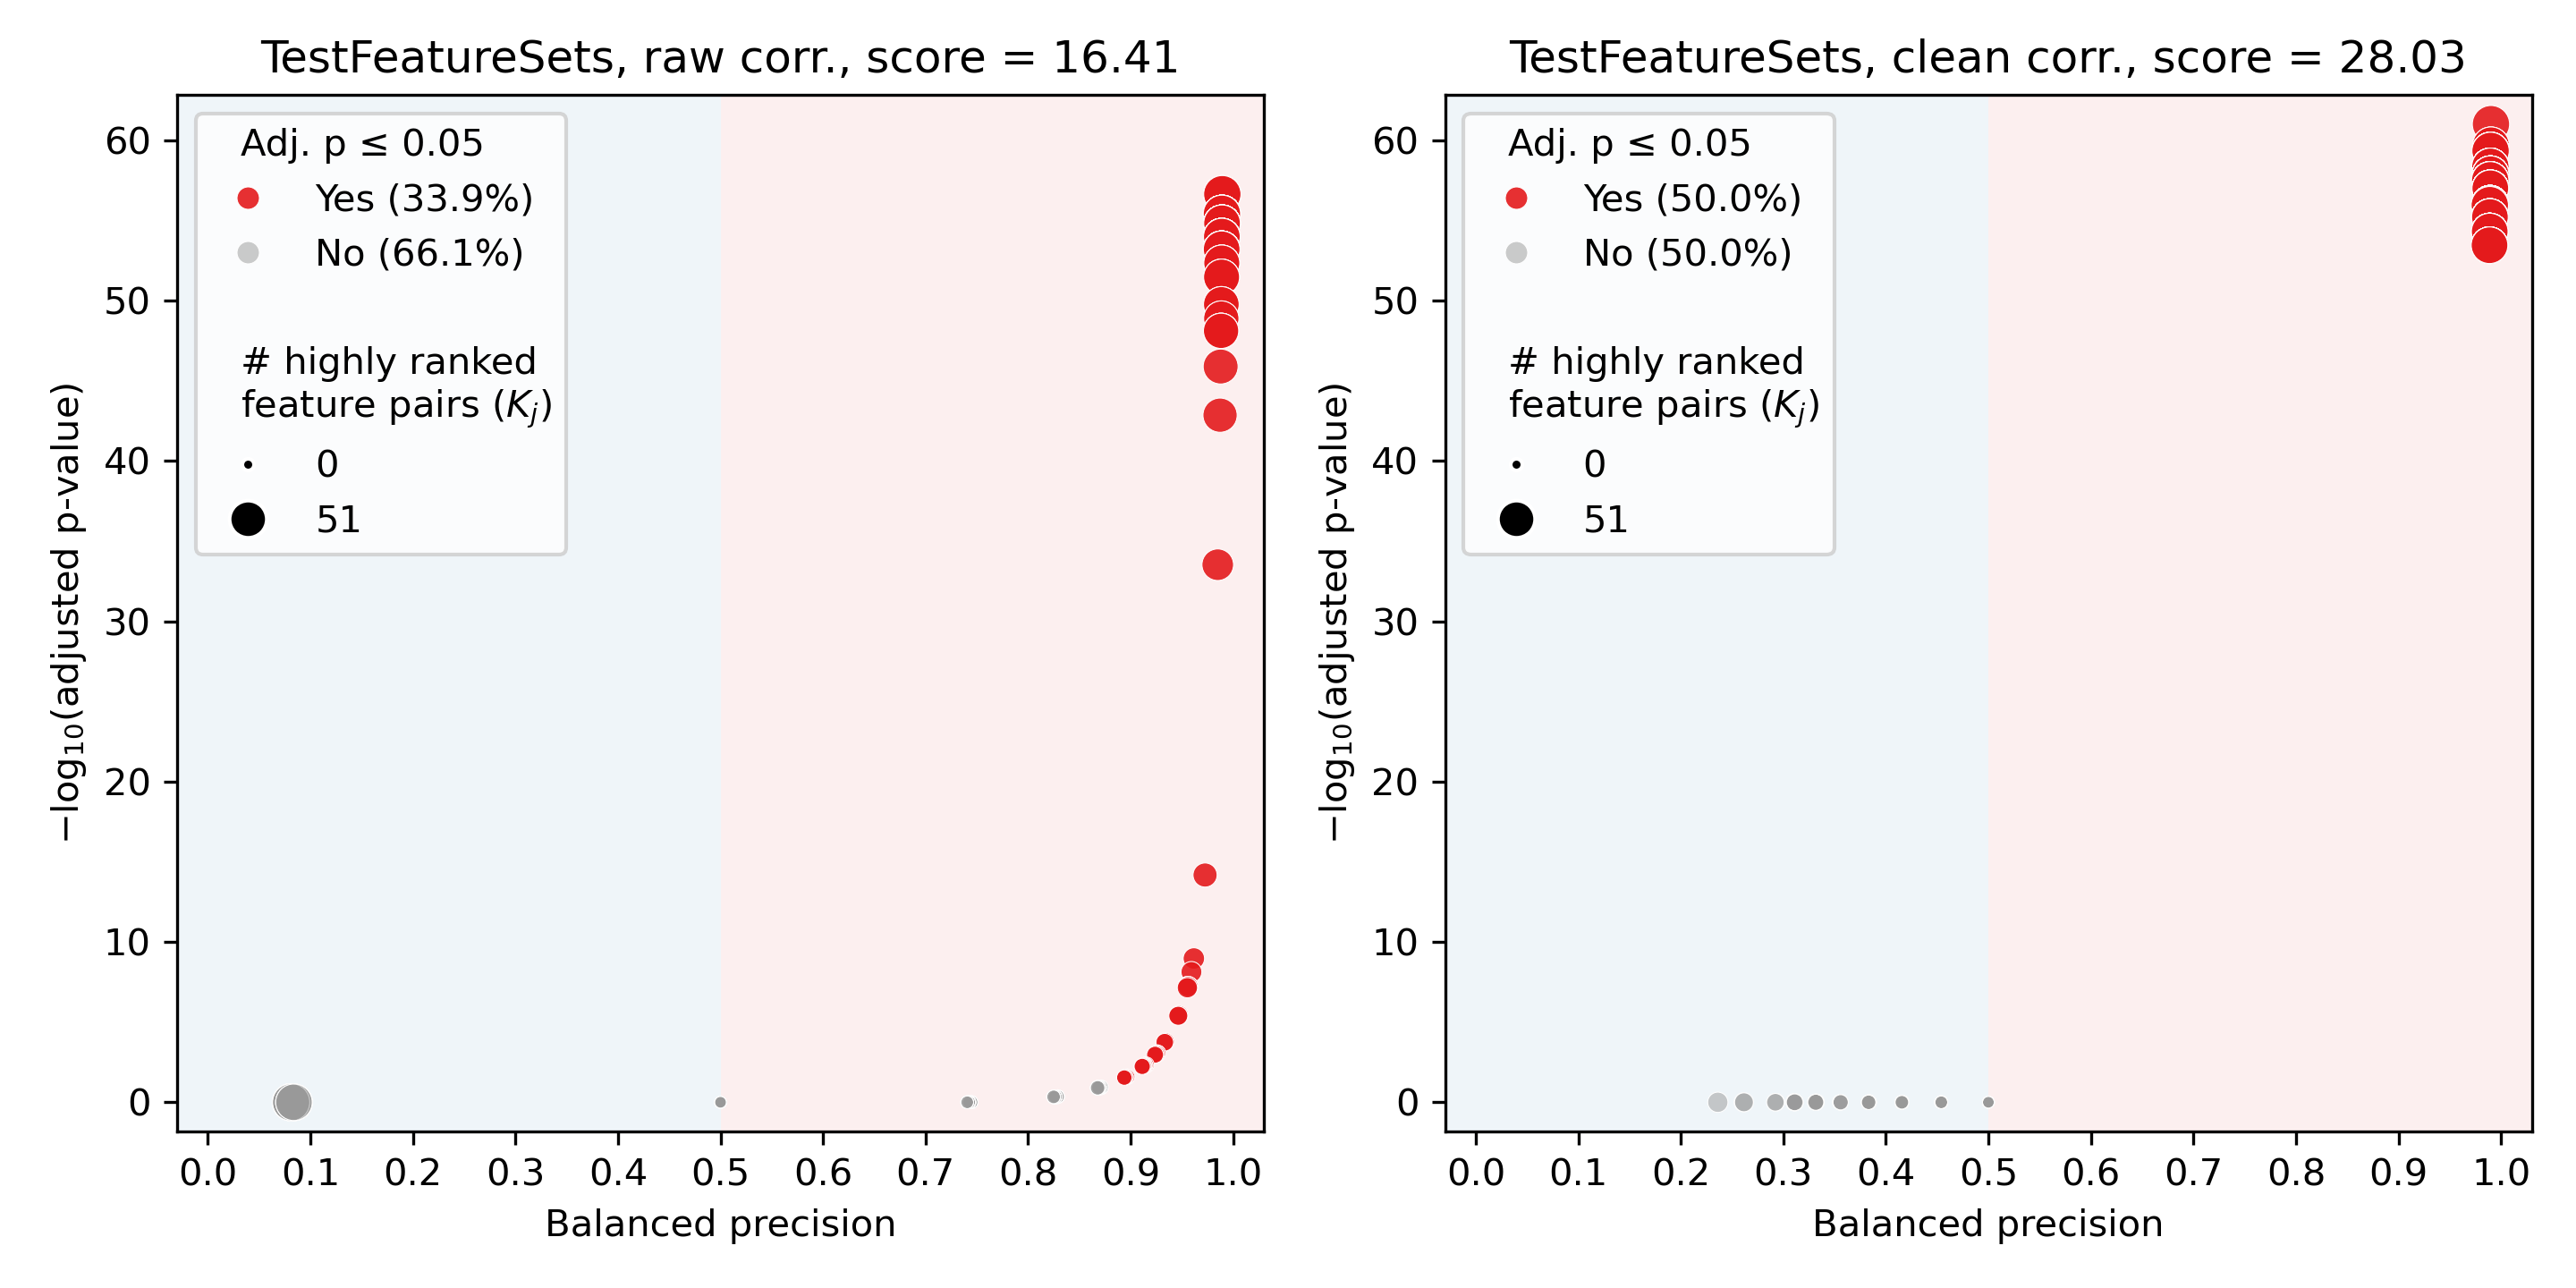 TestFeatureSets, raw corr., score = 16.41
−log₁₀(adjusted p-value)
60
50
40
30
20
10
0
Adj. p ≤ 0.05
Yes (33.9%)
No (66.1%)
# highly ranked
feature pairs (Kⱼ)
0
51
0.0 0.1 0.2 0.3 0.4 0.5 0.6 0.7 0.8 0.9 1.0
Balanced precision
TestFeatureSets, clean corr., score = 28.03
−log₁₀(adjusted p-value)
60
50
40
30
20
10
0
Adj. p ≤ 0.05
Yes (50.0%)
No (50.0%)
# highly ranked
feature pairs (Kⱼ)
0
51
0.0 0.1 0.2 0.3 0.4 0.5 0.6 0.7 0.8 0.9 1.0
Balanced precision